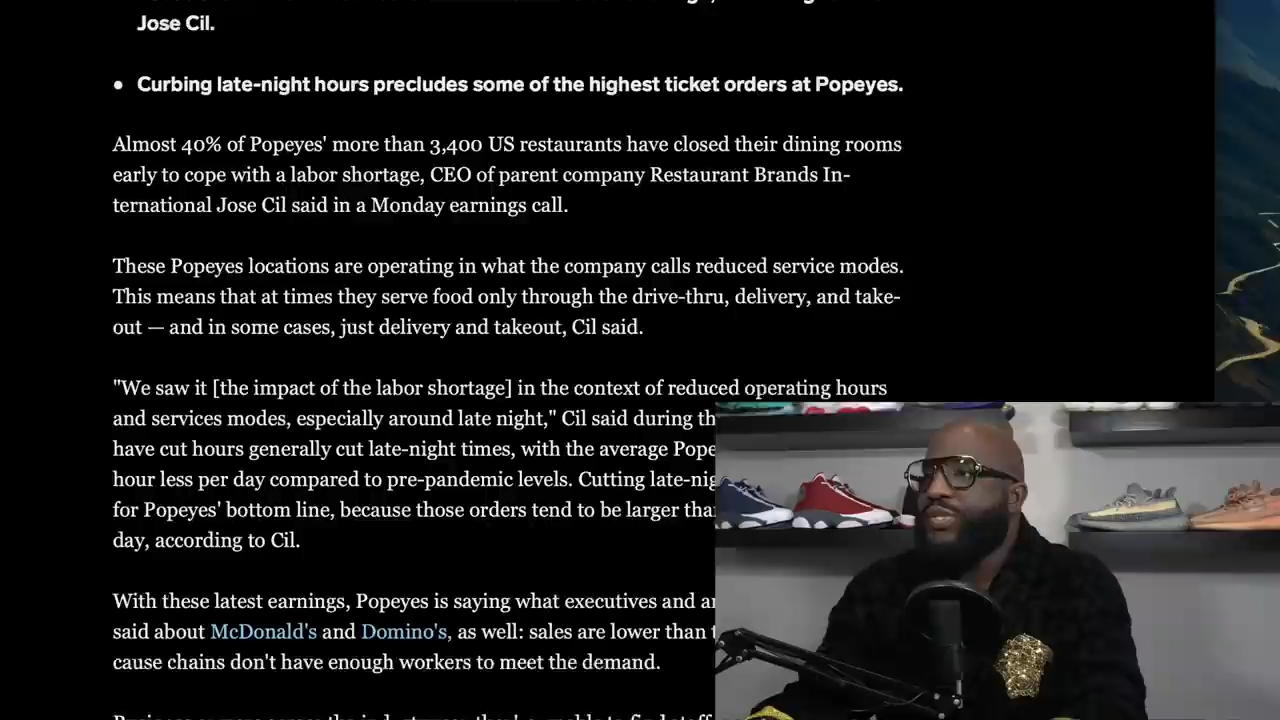 Jose Cil.
• Curbing late-night hours precludes some of the highest ticket orders at Popeyes.
Almost 40% of Popeyes' more than 3,400 US restaurants have closed their dining rooms
early to cope with a labor shortage, CEO of parent company Restaurant Brands In-
ternational Jose Cil said in a Monday earnings call.
These Popeyes locations are operating in what the company calls reduced service modes.
This means that at times they serve food only through the drive-thru, delivery, and take-
out — and in some cases, just delivery and takeout, Cil said.
"We saw it [the impact of the labor shortage] in the context of reduced operating hours
and services modes, especially around late night," Cil said during
have cut hours generally cut late-night times, with the average
hour less per day compared to pre-pandemic levels. Cutting
for Popeyes' bottom line, because those orders tend to be larger
day, according to Cil.
With these latest earnings, Popeyes is saying what executives and
said about McDonald's and Domino's, as well: sales are lower than
cause chains don't have enough workers to meet the demand.